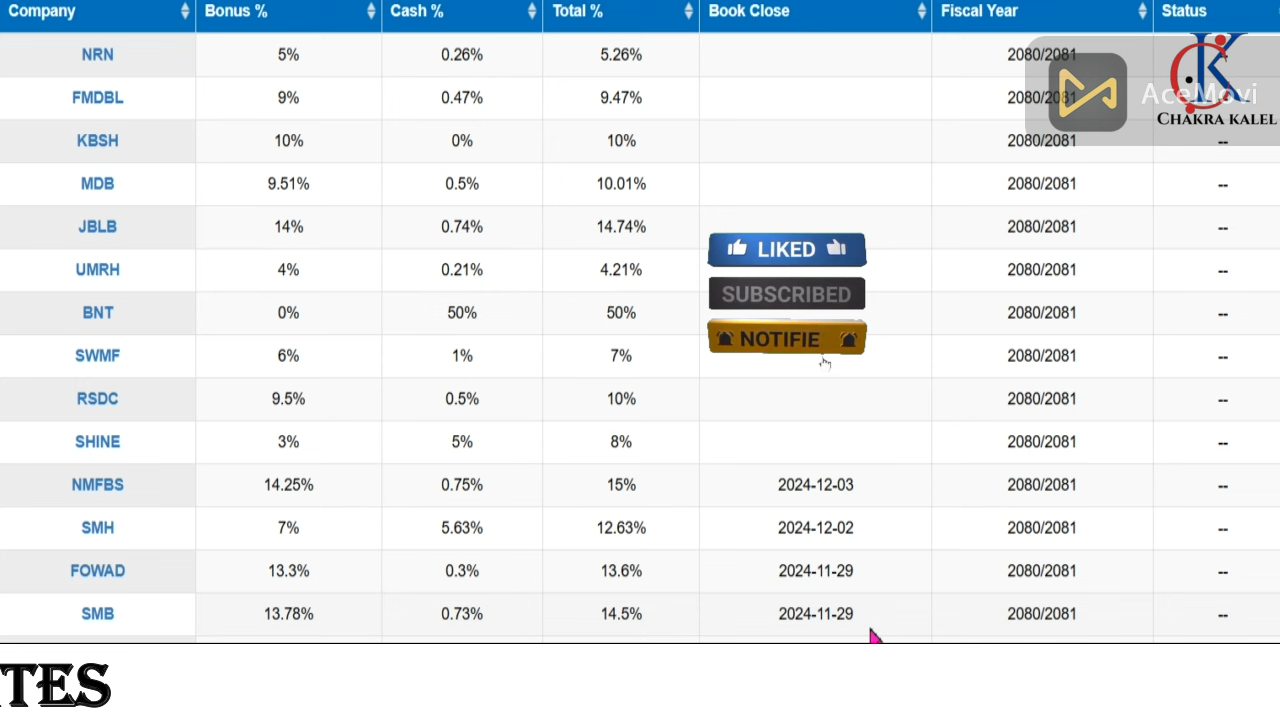 Company Bonus % Cash % Total % Book Close Fiscal Year Status
NRN 5% 0.26% 5.26% 2080/2081 --
FMDBL 9% 0.47% 9.47% 2080/2081
KBSH 10% 0% 10% 2080/2081 --
MDB 9.51% 0.5% 10.01% 2080/2081 --
JBLB 14% 0.74% 14.74% 2080/2081 --
UMRH 4% 0.21% 4.21% 2080/2081 --
BNT 0% 50% 50% 2080/2081 --
SWMF 6% 1% 7% 2080/2081 --
RSDC 9.5% 0.5% 10% 2080/2081 --
SHINE 3% 5% 8% 2080/2081 --
NMFBS 14.25% 0.75% 15% 2024-12-03 2080/2081 --
SMH 7% 5.63% 12.63% 2024-12-02 2080/2081 --
FOWAD 13.3% 0.3% 13.6% 2024-11-29 2080/2081 --
SMB 13.78% 0.73% 14.5% 2024-11-29 2080/2081 --
AceMovi
K
CHAKRA KALEL
LIKED
SUBSCRIBED
NOTIFIE
TES